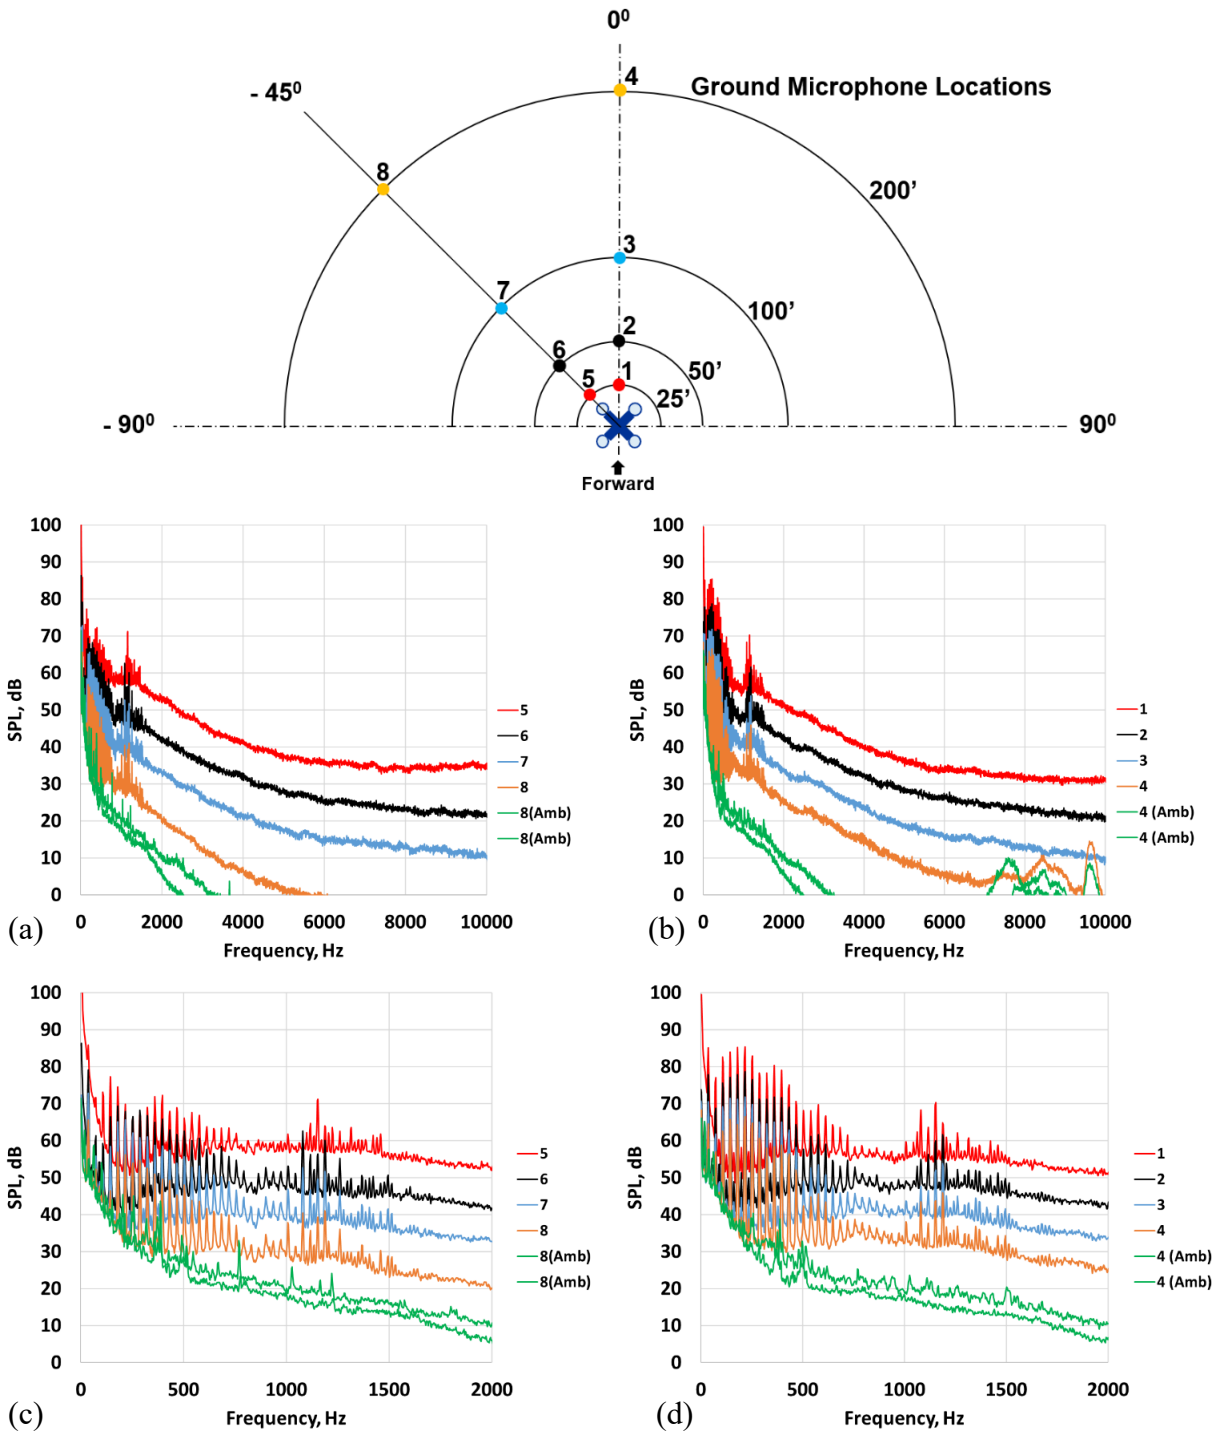 0⁰
4
Ground Microphone Locations
- 45⁰
8
200’
3
7
100’
2
6
50’
1
5
25’
- 90⁰
90⁰
Forward
100
90
80
70
60
50
40
30
20
10
0
SPL, dB
0 2000 4000 6000 8000 10000
Frequency, Hz
5
6
7
8
8(Amb)
8(Amb)
(a)
100
90
80
70
60
50
40
30
20
10
0
SPL, dB
0 2000 4000 6000 8000 10000
Frequency, Hz
1
2
3
4
4 (Amb)
4 (Amb)
(b)
100
90
80
70
60
50
40
30
20
10
0
SPL, dB
0 500 1000 1500 2000
Frequency, Hz
5
6
7
8
8(Amb)
8(Amb)
(c)
100
90
80
70
60
50
40
30
20
10
0
SPL, dB
0 500 1000 1500 2000
Frequency, Hz
1
2
3
4
4 (Amb)
4 (Amb)
(d)